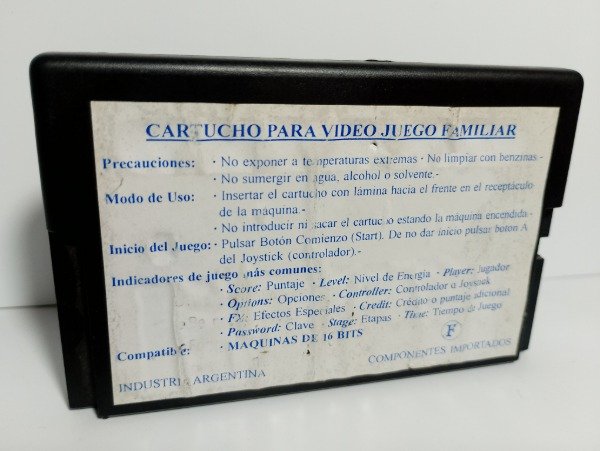 CARTUCHO PARA VIDEO JUEGO FAMILIAR
Precauciones: · No exponer a temperaturas extremas · No limpiar con benzinas.-
· No sumergir en agua, alcohol o solvente.-
Modo de Uso: · Insertar el cartucho con lámina hacia el frente en el receptáculo
de la máquina.-
· No introducir ni sacar el cartucho estando la máquina encendida.-
Inicio del Juego: · Pulsar Botón Comienzo (Start). De no dar inicio pulsar botón A
del Joystick (controlador).-
Indicadores de juego más comunes:
· Score: Puntaje · Level: Nivel de Energía · Player: Jugador
· Options: Opciones · Controller: Controlador o Joystick
· FX: Efectos Especiales · Credit: Crédito o puntaje adicional
· Password: Clave · Stage: Etapas · Time: Tiempo de Juego
Compatible: · MAQUINAS DE 16 BITS
F
INDUSTRIA ARGENTINA COMPONENTES IMPORTADOS